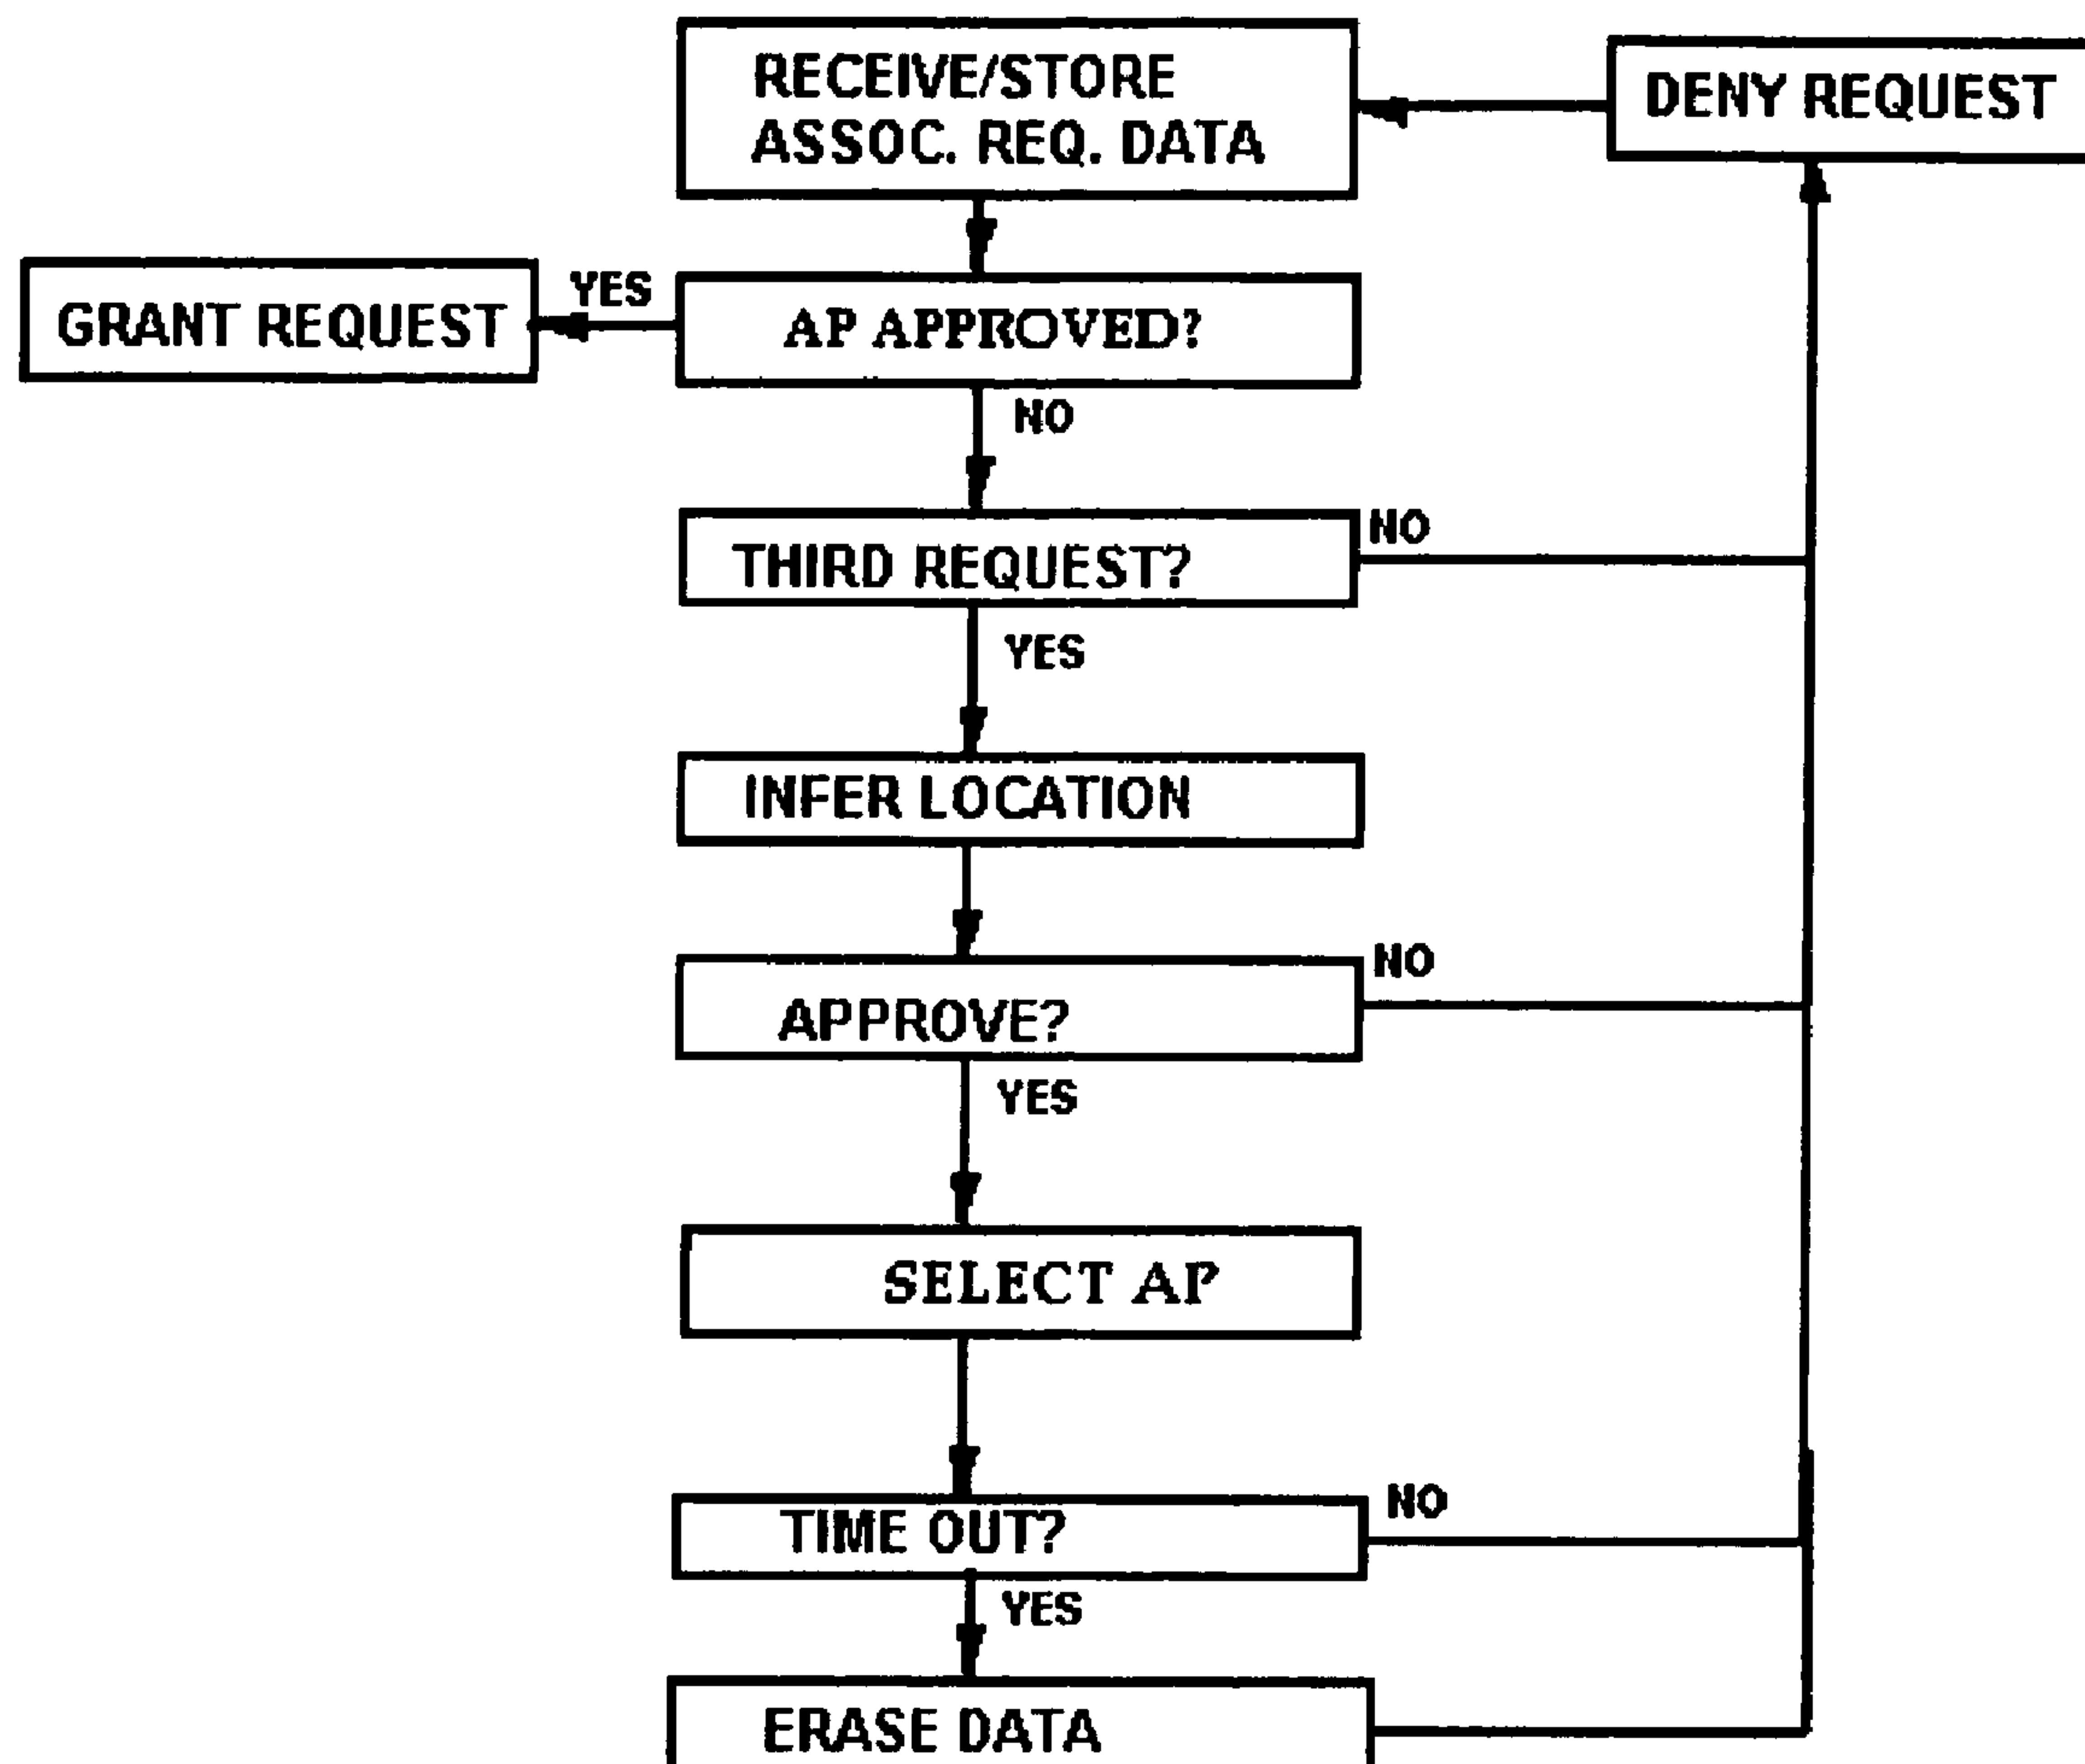 RECEIVE/STORE
ASSOC. REQ. DATA
DENY REQUEST
GRANT REQUEST
YES
AP APPROVED?
NO
THIRD REQUEST?
NO
YES
INFER LOCATION
APPROVE?
NO
YES
SELECT AP
TIME OUT?
NO
YES
ERASE DATA